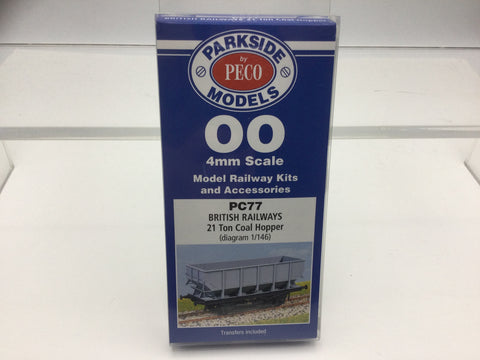 PARKSIDE
by
PECO
MODELS
OO
4mm Scale
Model Railway Kits
and Accessories
PC77
BRITISH RAILWAYS
21 Ton Coal Hopper
(diagram 1/146)
Transfers included